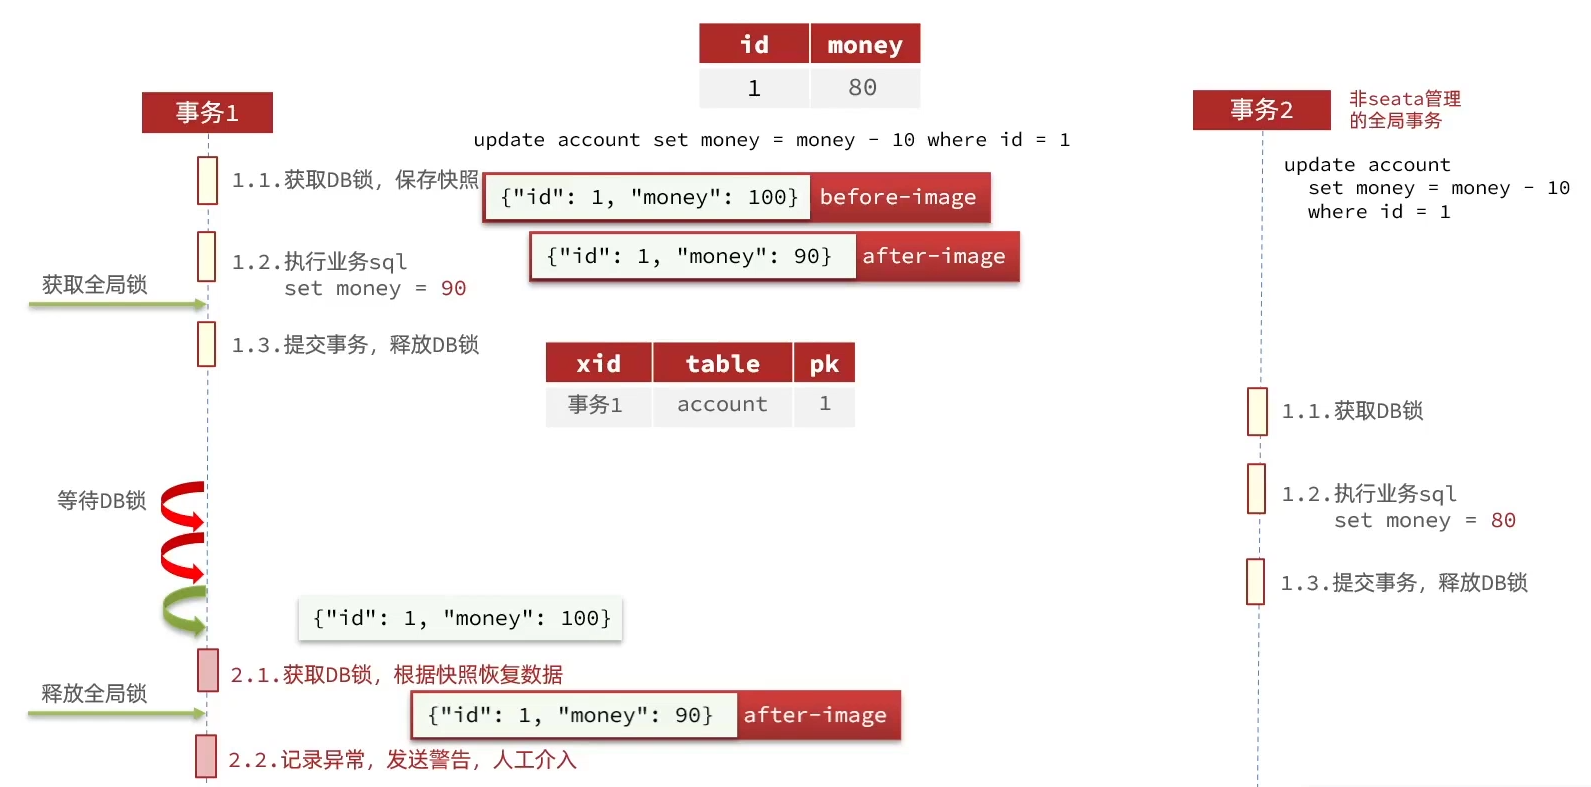 id money
1 80
事务1
update account set money = money - 10 where id = 1
1.1.获取DB锁，保存快照
{"id": 1, "money": 100} before-image
1.2.执行业务sql
set money = 90
{"id": 1, "money": 90} after-image
获取全局锁
1.3.提交事务，释放DB锁
xid table pk
事务1 account 1
等待DB锁
{"id": 1, "money": 100}
2.1.获取DB锁，根据快照恢复数据
释放全局锁
{"id": 1, "money": 90} after-image
2.2.记录异常，发送警告，人工介入
事务2
非seata管理
的全局事务
update account
set money = money - 10
where id = 1
1.1.获取DB锁
1.2.执行业务sql
set money = 80
1.3.提交事务，释放DB锁